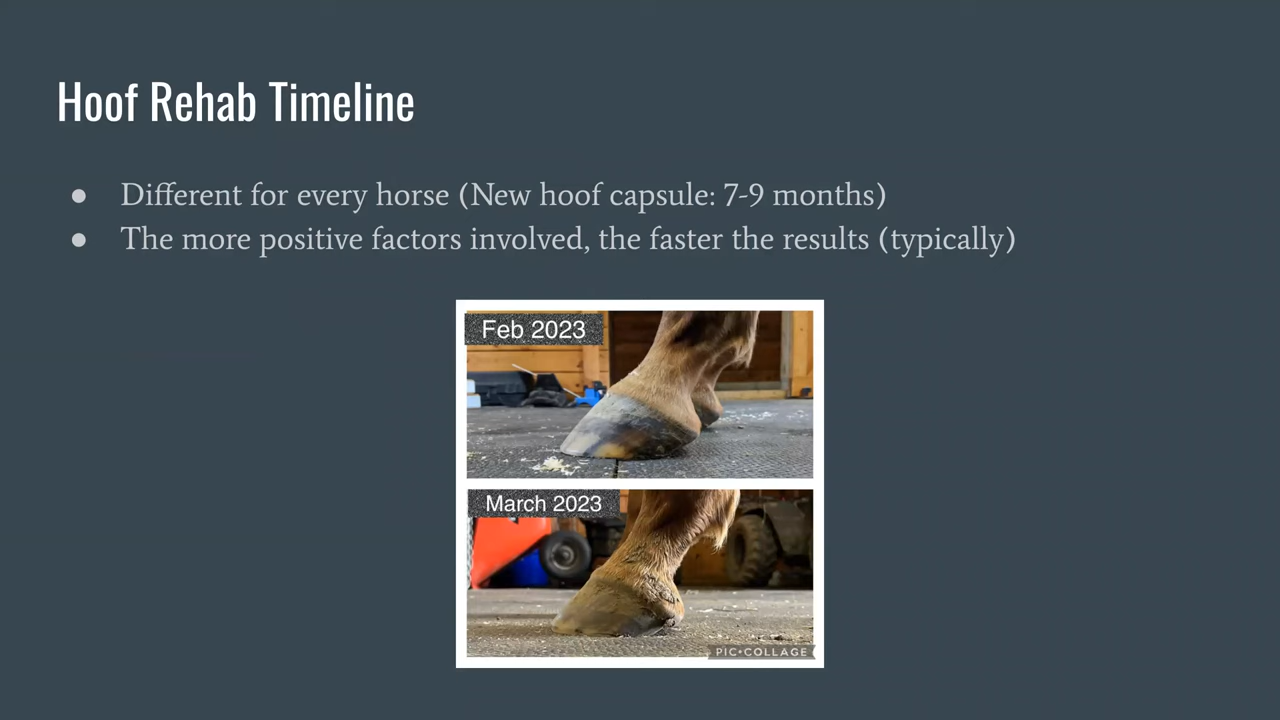 Hoof Rehab Timeline
● Different for every horse (New hoof capsule: 7-9 months)
● The more positive factors involved, the faster the results (typically)
Feb 2023
March 2023
PIC•COLLAGE